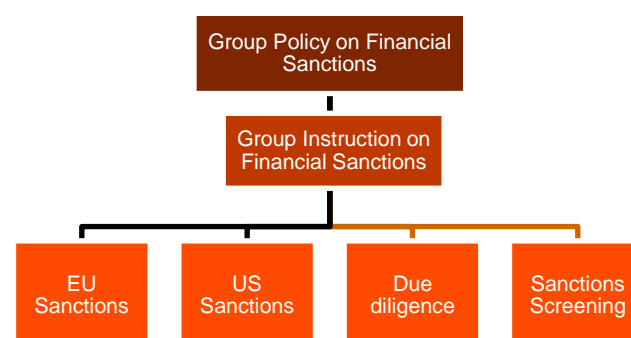 Group Policy on Financial
Sanctions
Group Instruction on
Financial Sanctions
EU
Sanctions
US
Sanctions
Due
diligence
Sanctions
Screening